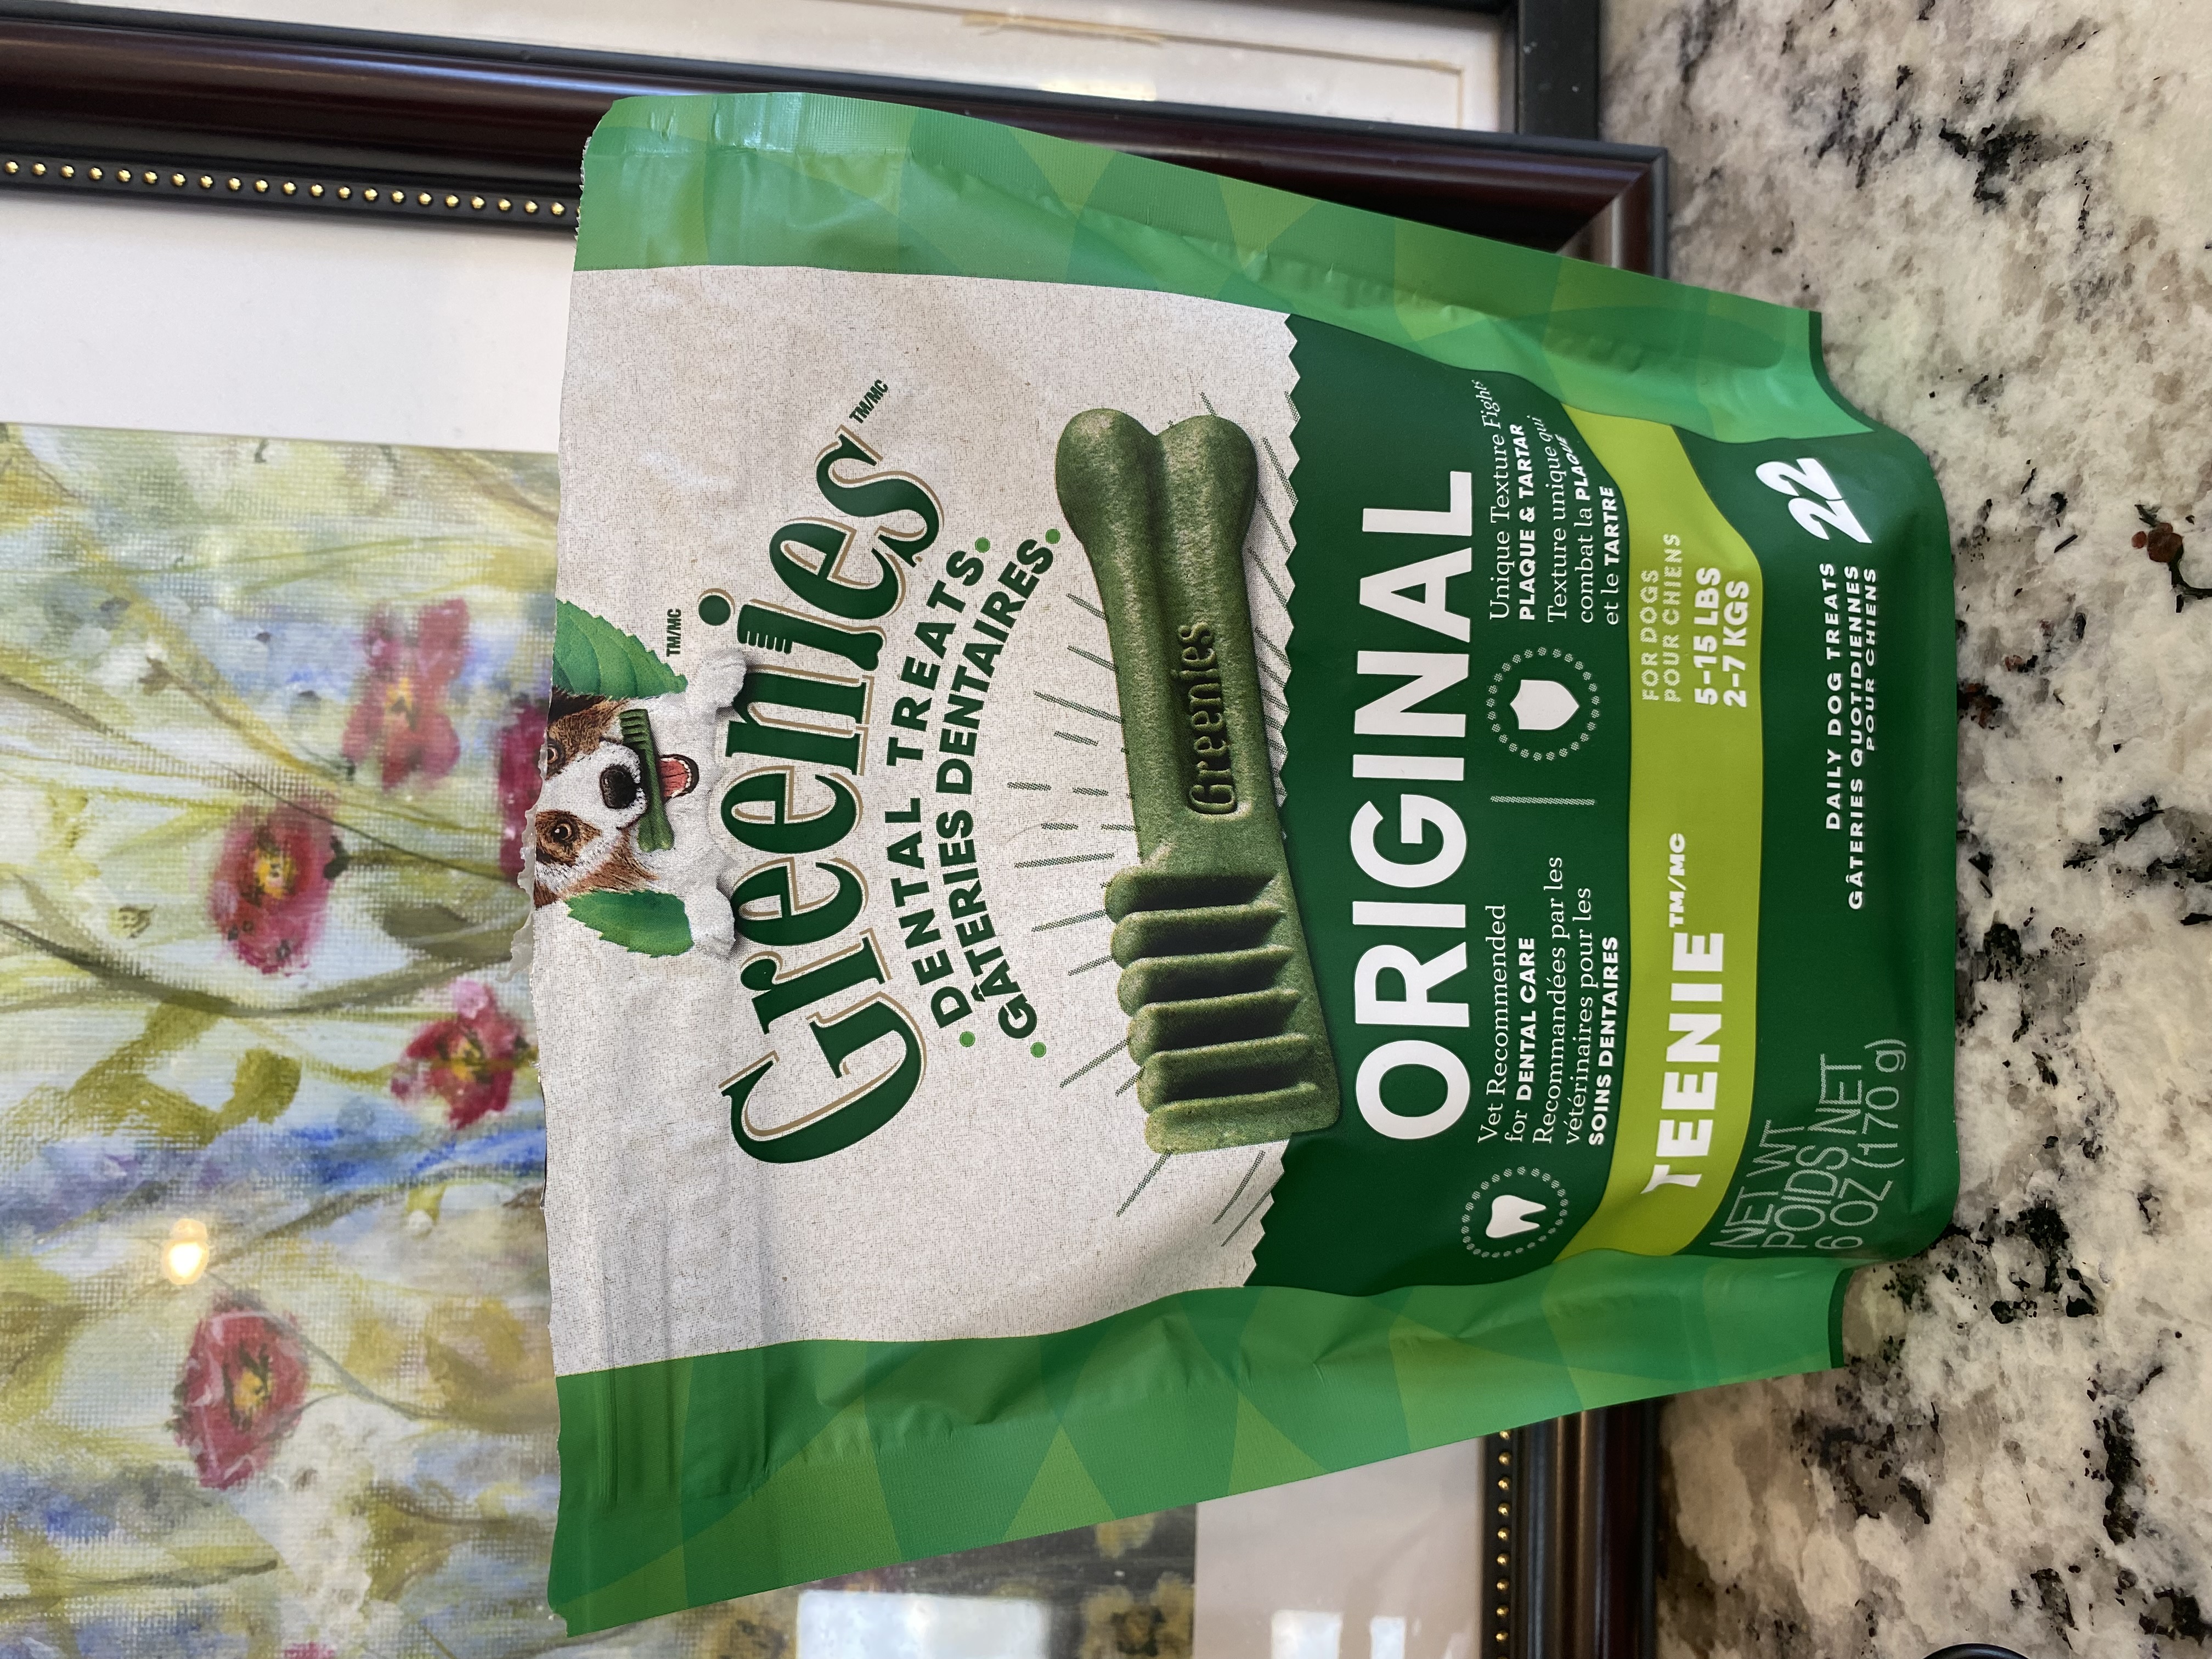 TM/MC
Greenies TM/MC
DENTAL TREATS
GÂTERIES DENTAIRES
Greenies
ORIGINAL
Vet Recommended
for DENTAL CARE
Recommandées par les
vétérinaires pour les
SOINS DENTAIRES
Unique Texture Fights
PLAQUE & TARTAR
Texture unique qui
combat la PLAQUE
et le TARTRE
TEENIE TM/MC
FOR DOGS
POUR CHIENS
5-15 LBS
2-7 KGS
NET WT
POIDS NET
6 OZ (170 g)
DAILY DOG TREATS
GÂTERIES QUOTIDIENNES
POUR CHIENS
22